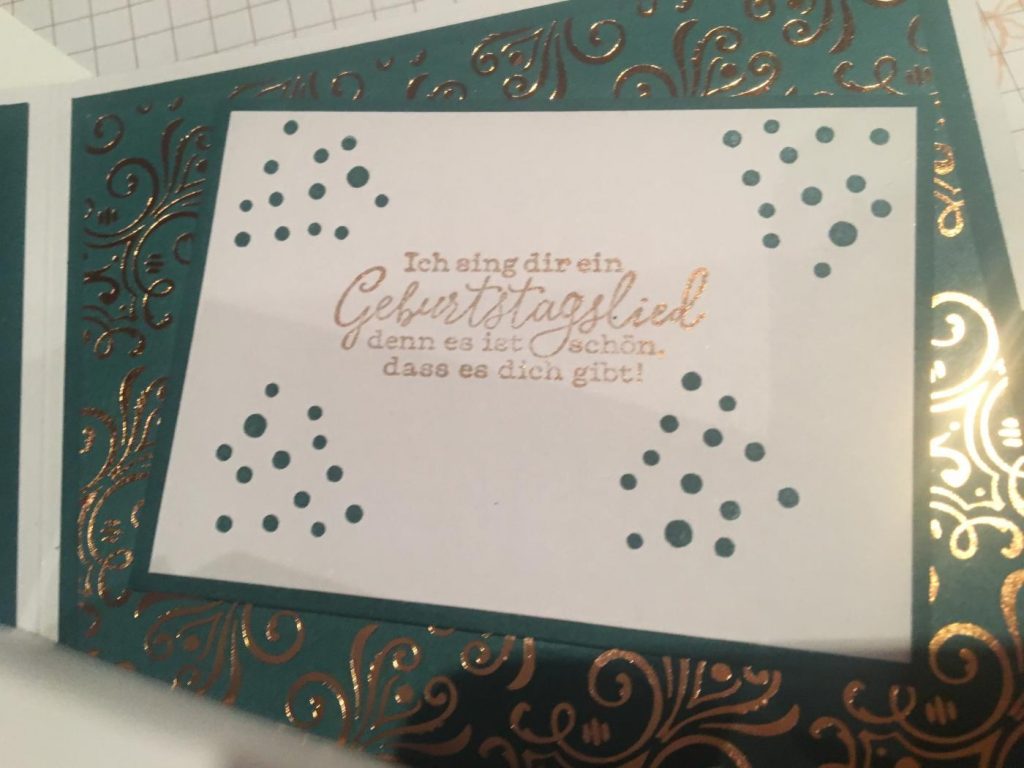 Ich sing dir ein
Geburtstagslied
denn es ist schön,
dass es dich gibt!